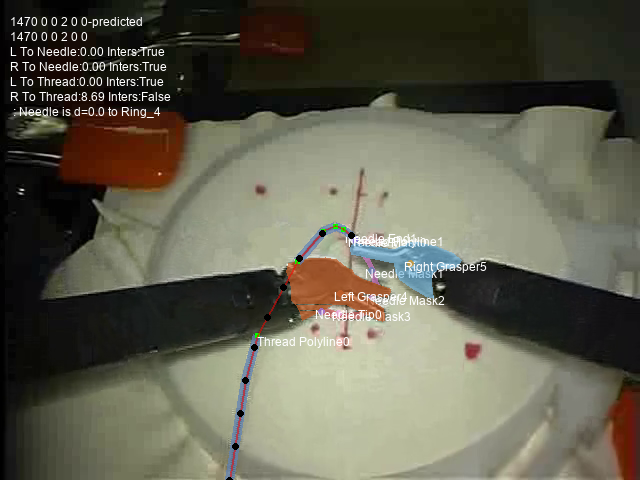 1470 0 0 2 0 0-predicted
1470 0 0 2 0 0
L To Needle:0.00 Inters:True
R To Needle:0.00 Inters:True
L To Thread:0.00 Inters:True
R To Thread:8.69 Inters:False
: Needle is d=0.0 to Ring_4
Needle End1
Right Grasper5
Needle Mask1
Left Grasper4
Needle Mask2
Needle Tip0
Thread Polyline0